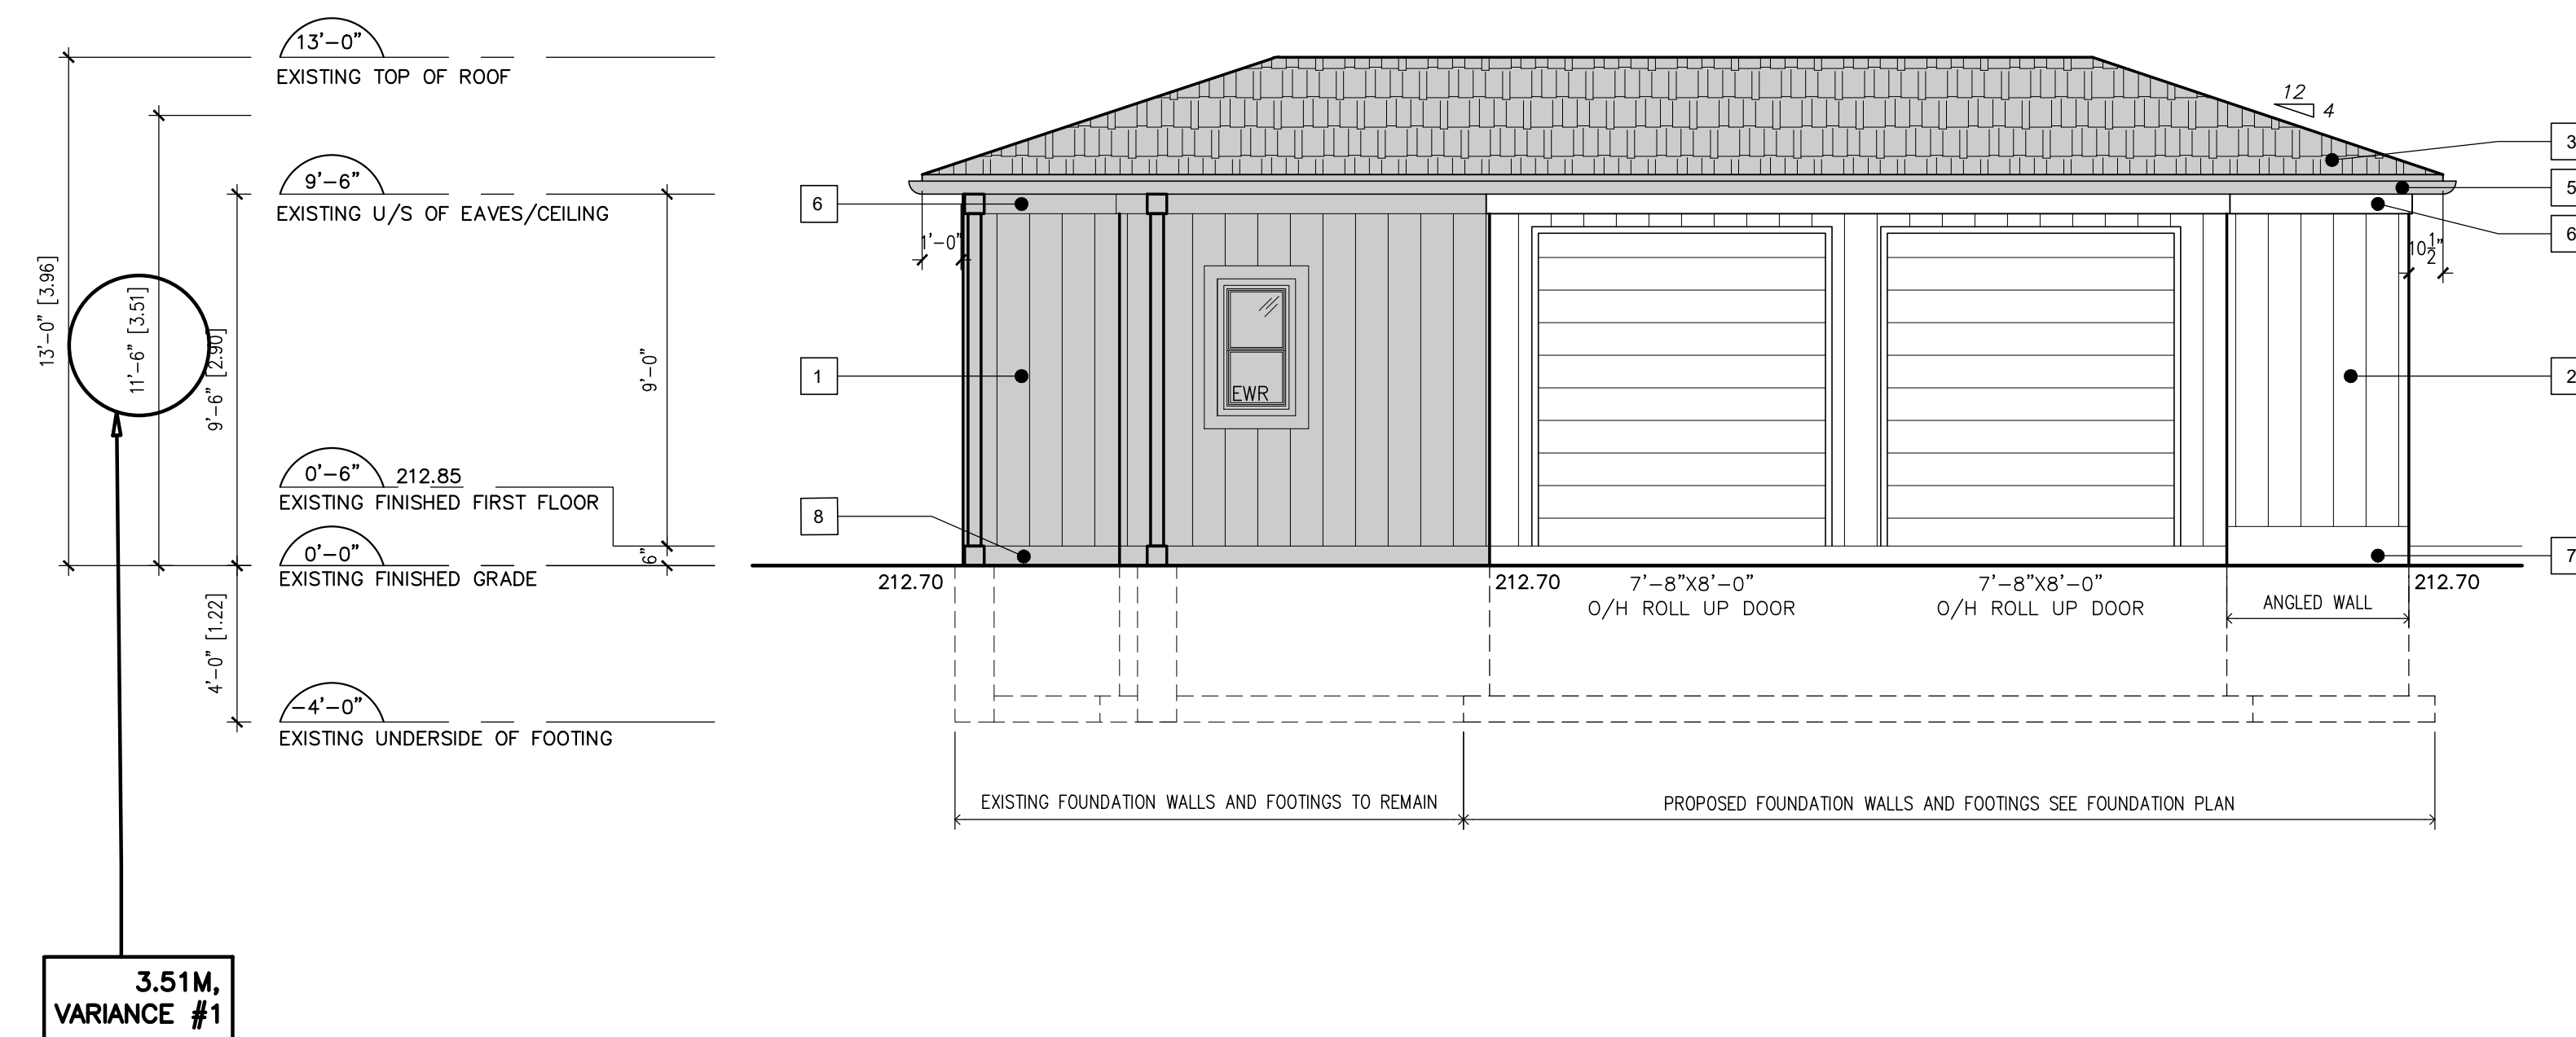 13'-0"
EXISTING TOP OF ROOF
9'-6"
EXISTING U/S OF EAVES/CEILING
13'-0" [3.96]
11'-6" [3.51]
9'-6" [2.90]
9'-0"
0'-6" 212.85
EXISTING FINISHED FIRST FLOOR
0'-0"
EXISTING FINISHED GRADE
6"
4'-0" [1.22]
-4'-0"
EXISTING UNDERSIDE OF FOOTING
3.51M,
VARIANCE #1
12
4
3
5
6
6
1'-0"
10 1/2"
1
EWR
2
8
7
212.70
212.70
7'-8"X8'-0"
O/H ROLL UP DOOR
7'-8"X8'-0"
O/H ROLL UP DOOR
ANGLED WALL
212.70
EXISTING FOUNDATION WALLS AND FOOTINGS TO REMAIN
PROPOSED FOUNDATION WALLS AND FOOTINGS SEE FOUNDATION PLAN